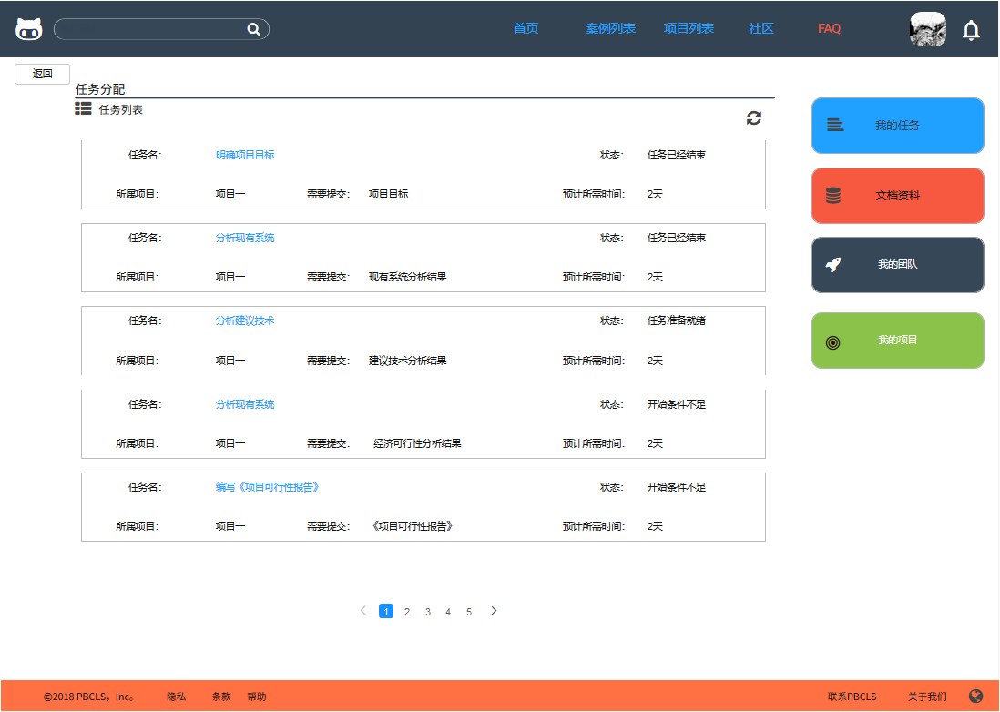 首页 案例列表 项目列表 社区 FAQ
返回
任务分配
任务列表
任务名： 明确项目目标 状态： 任务已经结束
所属项目： 项目一 需要提交： 项目目标 预计所需时间： 2天
任务名： 分析现有系统 状态： 任务已经结束
所属项目： 项目一 需要提交： 现有系统分析结果 预计所需时间： 2天
任务名： 分析建议技术 状态： 任务准备就绪
所属项目： 项目一 需要提交： 建议技术分析结果 预计所需时间： 2天
任务名： 分析现有系统 状态： 开始条件不足
所属项目： 项目一 需要提交： 经济可行性分析结果 预计所需时间： 2天
任务名： 编写《项目可行性报告》 状态： 开始条件不足
所属项目： 项目一 需要提交： 《项目可行性报告》 预计所需时间： 2天
我的任务
文档资料
我的团队
我的项目
1 2 3 4 5
©2018 PBCLS，Inc。 隐私 条款 帮助 联系PBCLS 关于我们